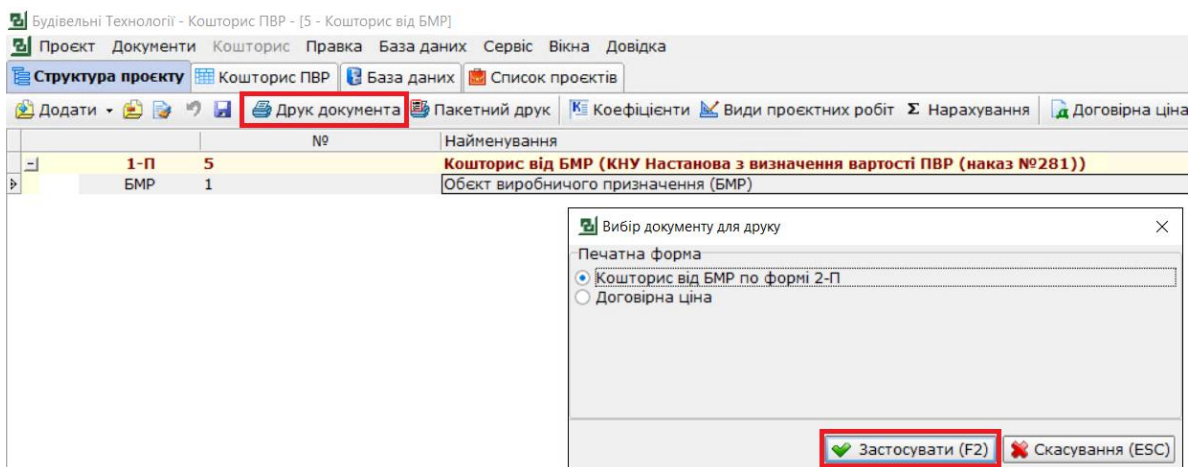 Будівельні Технології - Кошторис ПВР - [5 - Кошторис від БМР]
Проєкт Документи Кошторис Правка База даних Сервіс Вікна Довідка
Структура проєкту Кошторис ПВР База даних Список проєктів
Додати Друк документа Пакетний друк Коефіцієнти Види проєктних робіт Σ Нарахування Договірна ціна
№ Найменування
1-П 5 Кошторис від БМР (КНУ Настанова з визначення вартості ПВР (наказ №281))
БМР 1 Обєкт виробничого призначення (БМР)
Вибір документу для друку
Печатна форма
Кошторис від БМР по формі 2-П
Договірна ціна
Застосувати (F2) Скасування (ESC)